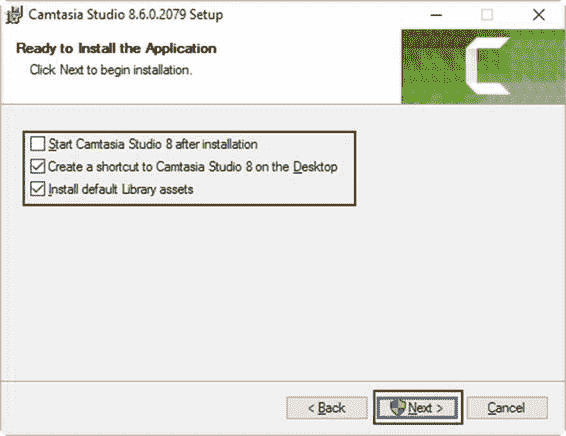 Camtasia Studio 8.6.0.2079 Setup
Ready to Install the Application
Click Next to begin installation.
Start Camtasia Studio 8 after installation
Create a shortcut to Camtasia Studio 8 on the Desktop
Install default Library assets
< Back Next > Cancel